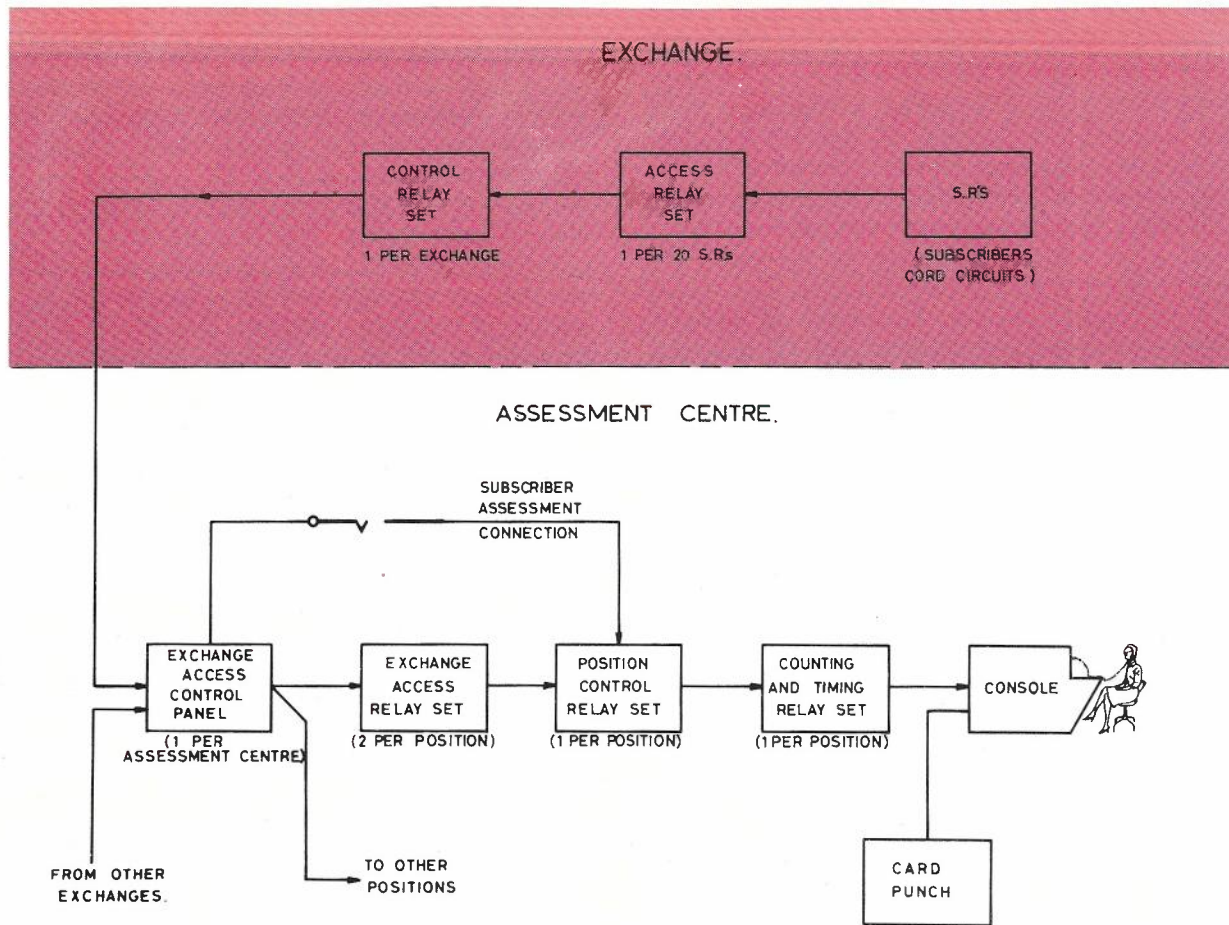 EXCHANGE.
CONTROL
RELAY
SET
1 PER EXCHANGE
ACCESS
RELAY
SET
1 PER 20 S.Rs
S.R'S
(SUBSCRIBERS
CORD CIRCUITS)
ASSESSMENT CENTRE.
SUBSCRIBER
ASSESSMENT
CONNECTION
EXCHANGE
ACCESS
CONTROL
PANEL
(1 PER
ASSESSMENT CENTRE)
EXCHANGE
ACCESS
RELAY SET
(2 PER POSITION)
POSITION
CONTROL
RELAY SET
(1 PER POSITION)
COUNTING
AND TIMING
RELAY SET
(1 PER POSITION)
CONSOLE
FROM OTHER
EXCHANGES.
TO OTHER
POSITIONS
CARD
PUNCH